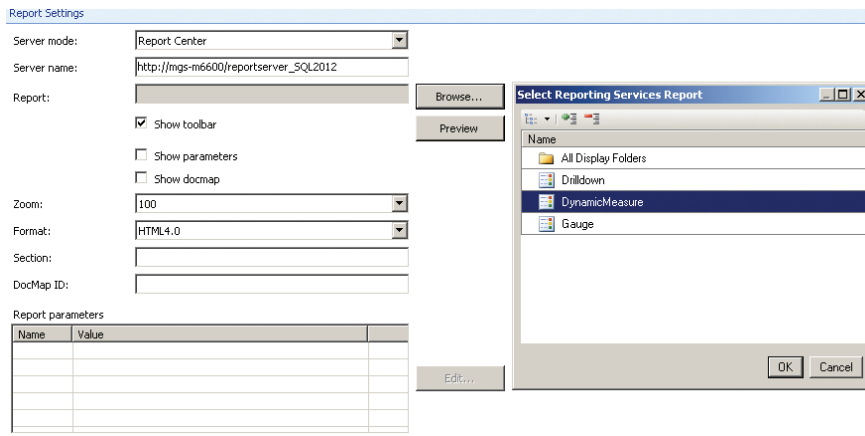 Report Settings
Server mode:
Report Center
Server name:
http://mgs-m6600/reportserver_SQL2012
Report:
Browse...
Show toolbar
Preview
Show parameters
Show docmap
Zoom:
100
Format:
HTML4.0
Section:
DocMap ID:
Report parameters
Name Value
Edit...
Select Reporting Services Report
Name
All Display Folders
Drilldown
DynamicMeasure
Gauge
OK Cancel